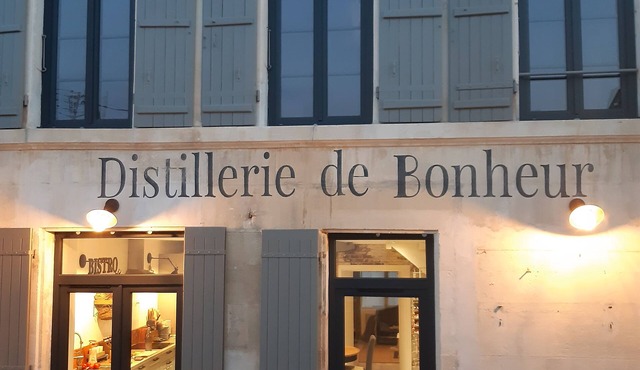 Distillerie de Bonheur
BISTRO